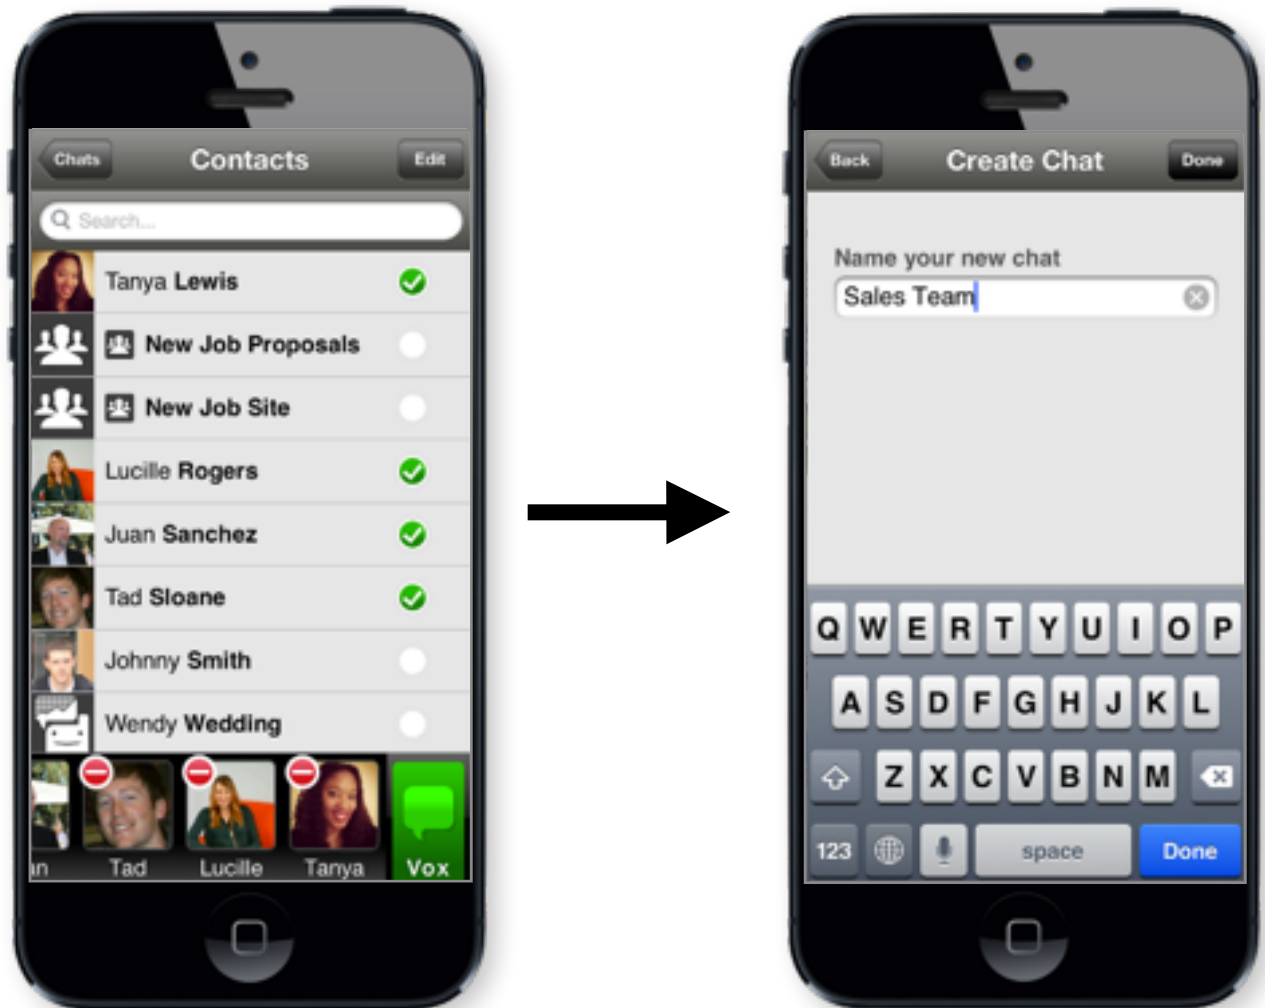 Chats Contacts Edit
Search...
Tanya Lewis
New Job Proposals
New Job Site
Lucille Rogers
Juan Sanchez
Tad Sloane
Johnny Smith
Wendy Wedding
an Tad Lucille Tanya Vox
Back Create Chat Done
Name your new chat
Sales Team
Q W E R T Y U I O P
A S D F G H J K L
Z X C V B N M
123 space Done